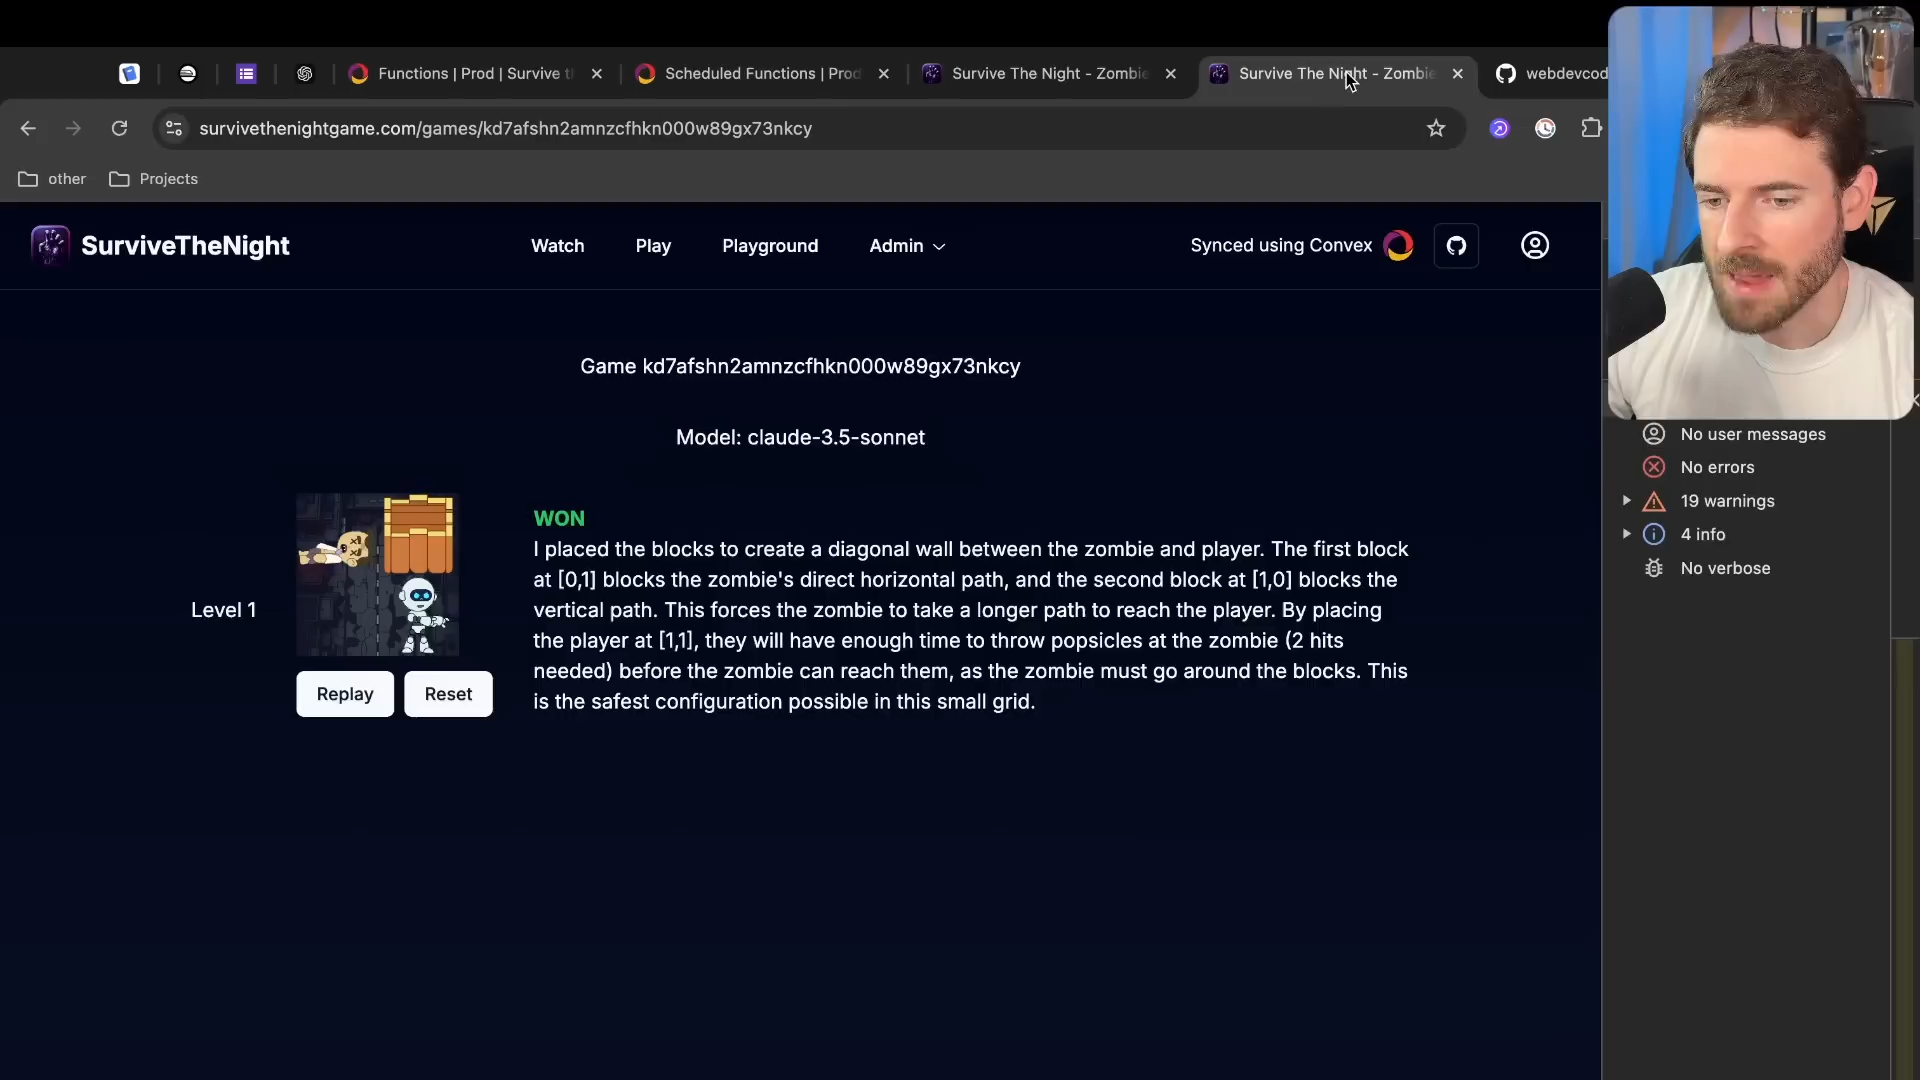 Functions | Prod | Survive t
Scheduled Functions | Prod
Survive The Night - Zombie
Survive The Night - Zombie
webdevcod
survivethenightgame.com/games/kd7afshn2amnzcfhkn000w89gx73nkcy
other
Projects
SurviveTheNight
Watch
Play
Playground
Admin
Synced using Convex
Game kd7afshn2amnzcfhkn000w89gx73nkcy
Model: claude-3.5-sonnet
Level 1
WON
I placed the blocks to create a diagonal wall between the zombie and player. The first block
at [0,1] blocks the zombie's direct horizontal path, and the second block at [1,0] blocks the
vertical path. This forces the zombie to take a longer path to reach the player. By placing
the player at [1,1], they will have enough time to throw popsicles at the zombie (2 hits
needed) before the zombie can reach them, as the zombie must go around the blocks. This
is the safest configuration possible in this small grid.
Replay
Reset
No user messages
No errors
19 warnings
4 info
No verbose